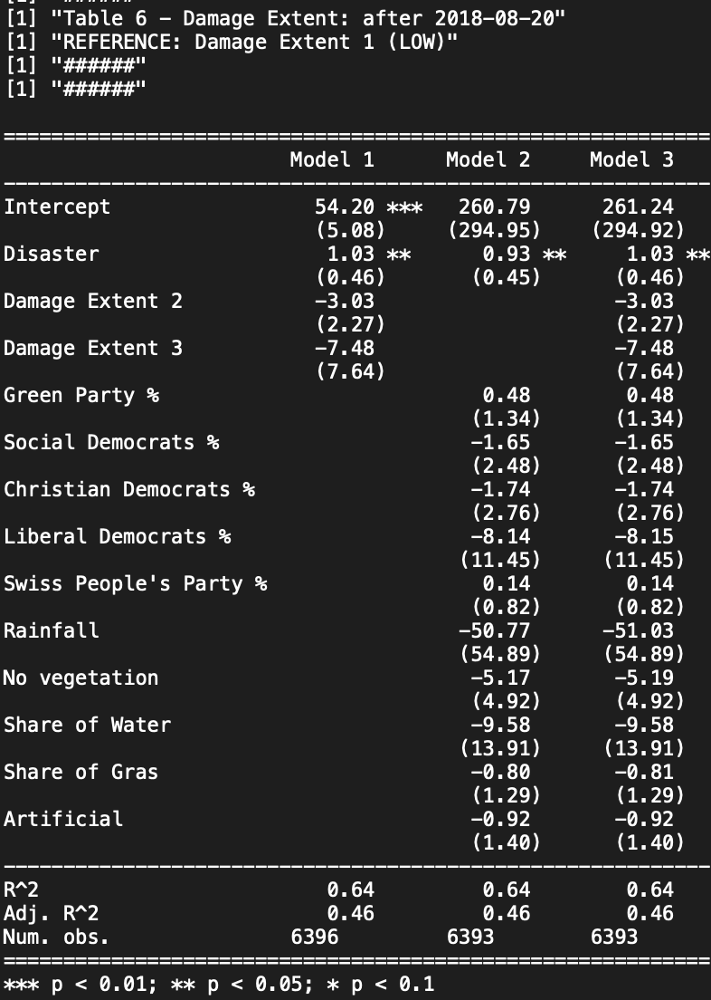 [1] "######"
[1] "Table 6 – Damage Extent: after 2018–08–20"
[1] "REFERENCE: Damage Extent 1 (LOW)"
[1] "######"
[1] "######"
===========================================================
Model 1 Model 2 Model 3
-----------------------------------------------------------
Intercept 54.20 *** 260.79 261.24
(5.08) (294.95) (294.92)
Disaster 1.03 ** 0.93 ** 1.03 **
(0.46) (0.45) (0.46)
Damage Extent 2 −3.03 −3.03
(2.27) (2.27)
Damage Extent 3 −7.48 −7.48
(7.64) (7.64)
Green Party % 0.48 0.48
(1.34) (1.34)
Social Democrats % −1.65 −1.65
(2.48) (2.48)
Christian Democrats % −1.74 −1.74
(2.76) (2.76)
Liberal Democrats % −8.14 −8.15
(11.45) (11.45)
Swiss People's Party % 0.14 0.14
(0.82) (0.82)
Rainfall −50.77 −51.03
(54.89) (54.89)
No vegetation −5.17 −5.19
(4.92) (4.92)
Share of Water −9.58 −9.58
(13.91) (13.91)
Share of Gras −0.80 −0.81
(1.29) (1.29)
Artificial −0.92 −0.92
(1.40) (1.40)
-----------------------------------------------------------
R^2 0.64 0.64 0.64
Adj. R^2 0.46 0.46 0.46
Num. obs. 6396 6393 6393
===========================================================
*** p < 0.01; ** p < 0.05; * p < 0.1